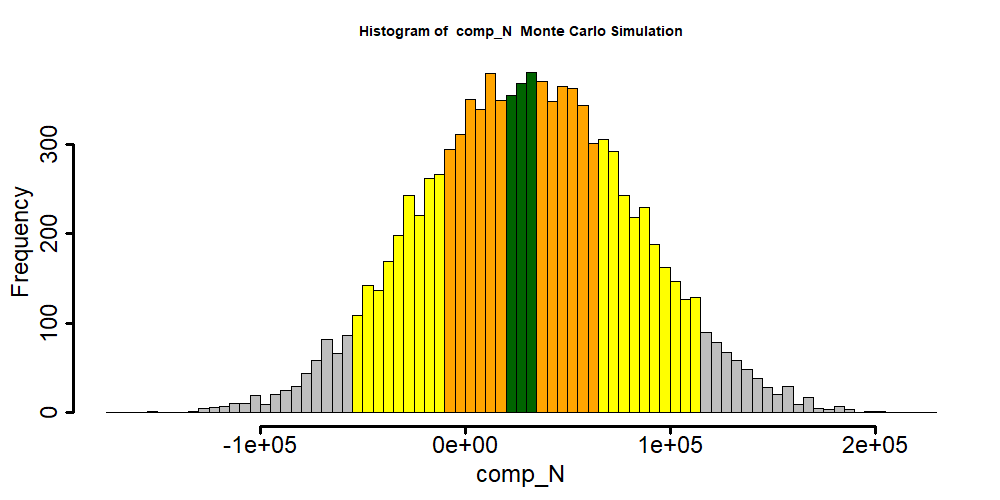 Histogram of  comp_N  Monte Carlo Simulation
300
200
100
0
Frequency
-1e+05 0e+00 1e+05 2e+05
comp_N